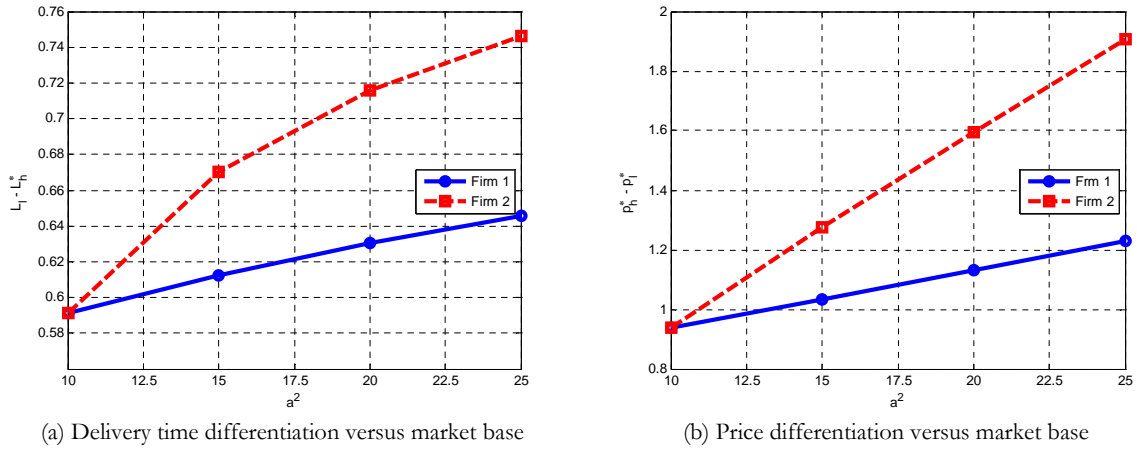 0.76
0.74
0.72
0.7
0.68
0.66
0.64
0.62
0.6
0.58
L_l - L_h^*
10 12.5 15 17.5 20 22.5 25
a^2
Firm 1
Firm 2
(a) Delivery time differentiation versus market base
2
1.8
1.6
1.4
1.2
1
0.8
p_h^* - p_l^*
10 12.5 15 17.5 20 22.5 25
a^2
Frm 1
Firm 2
(b) Price differentiation versus market base